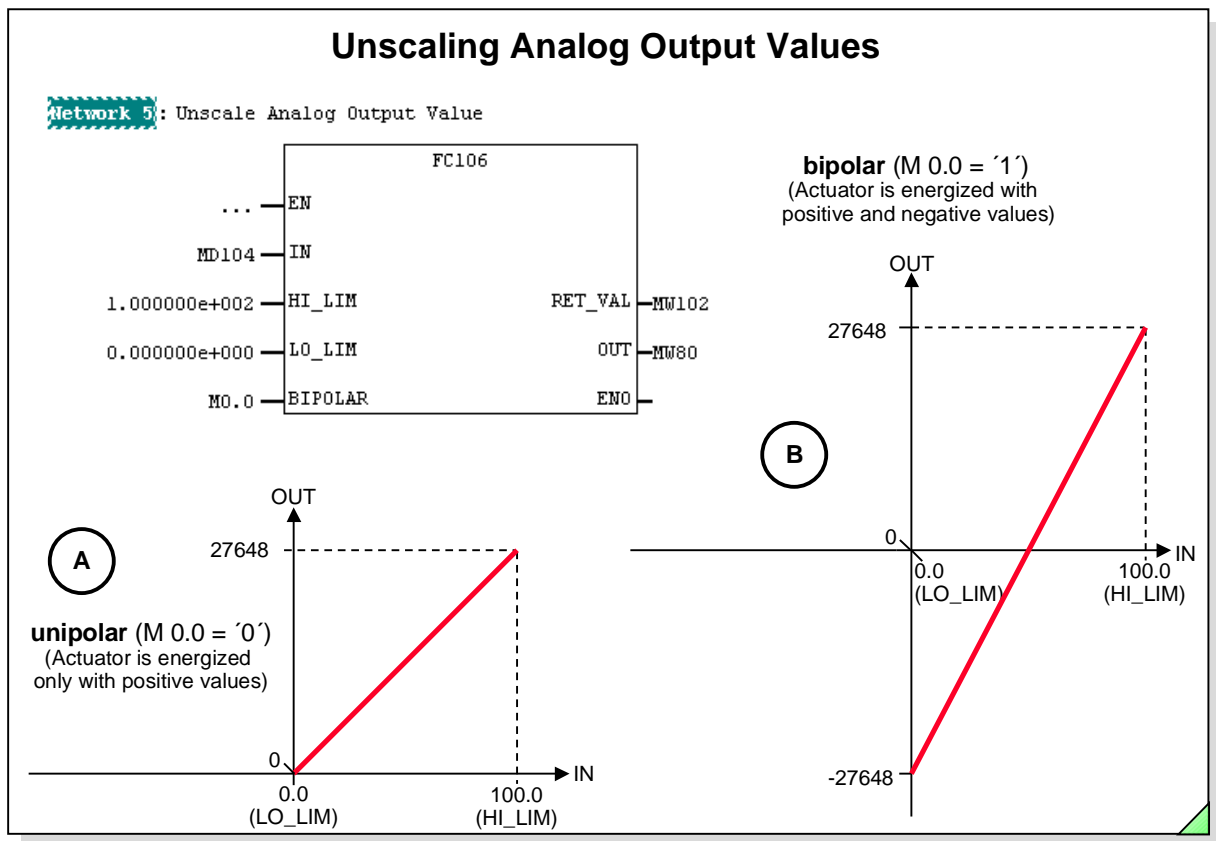 Unscaling Analog Output Values
Network 5: Unscale Analog Output Value
FC106
... EN
MD104 IN
1.000000e+002 HI_LIM RET_VAL MW102
0.000000e+000 LO_LIM OUT MW80
M0.0 BIPOLAR ENO
bipolar (M 0.0 = ´1´)
(Actuator is energized with
positive and negative values)
OUT
27648
B
0
IN
0.0 100.0
(LO_LIM) (HI_LIM)
-27648
OUT
27648
A
unipolar (M 0.0 = ´0´)
(Actuator is energized
only with positive values)
0
IN
0.0 100.0
(LO_LIM) (HI_LIM)